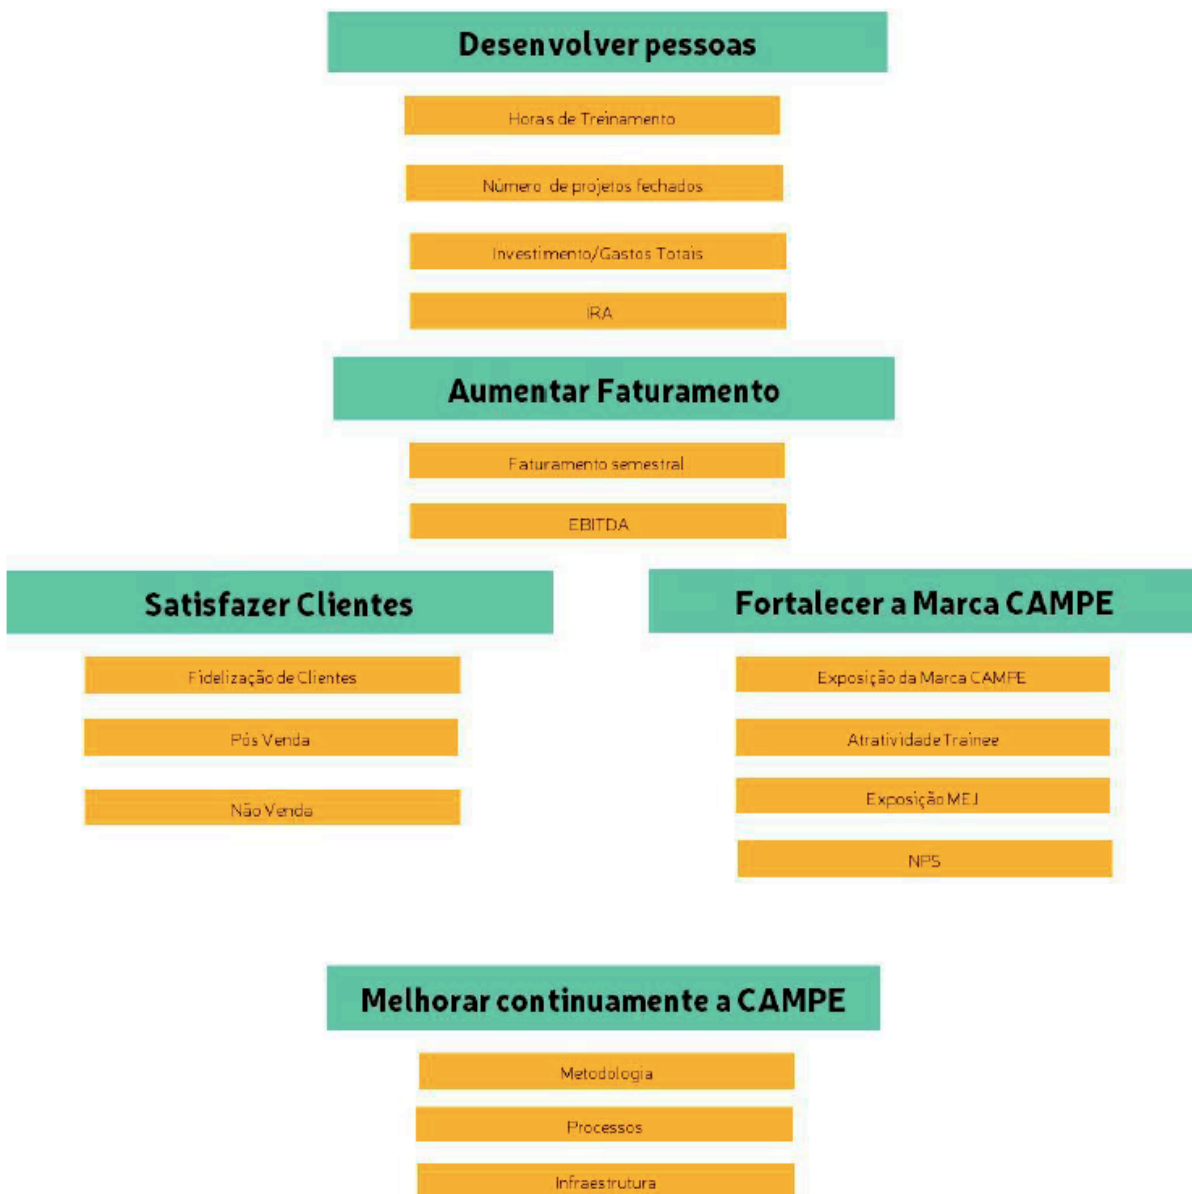 Desenvolver pessoas
Horas de Treinamento
Número de projetos fechados
Investimento/Gastos Totais
IRA
Aumentar Faturamento
Faturamento semestral
EBITDA
Satisfazer Clientes
Fidelização de Clientes
Pós Venda
Não Venda
Fortalecer a Marca CAMPE
Exposição da Marca CAMPE
Atratividade Trainee
Exposição MEJ
NPS
Melhorar continuamente a CAMPE
Metodologia
Processos
Infraestrutura